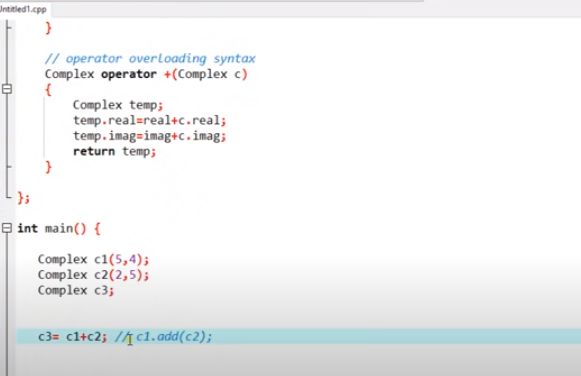 Untitled1.cpp
}
// operator overloading syntax
Complex operator +(Complex c)
{
Complex temp;
temp.real=real+c.real;
temp.imag=imag+c.imag;
return temp;
}
};
int main() {
Complex c1(5,4);
Complex c2(2,5);
Complex c3;
c3= c1+c2; // c1.add(c2);